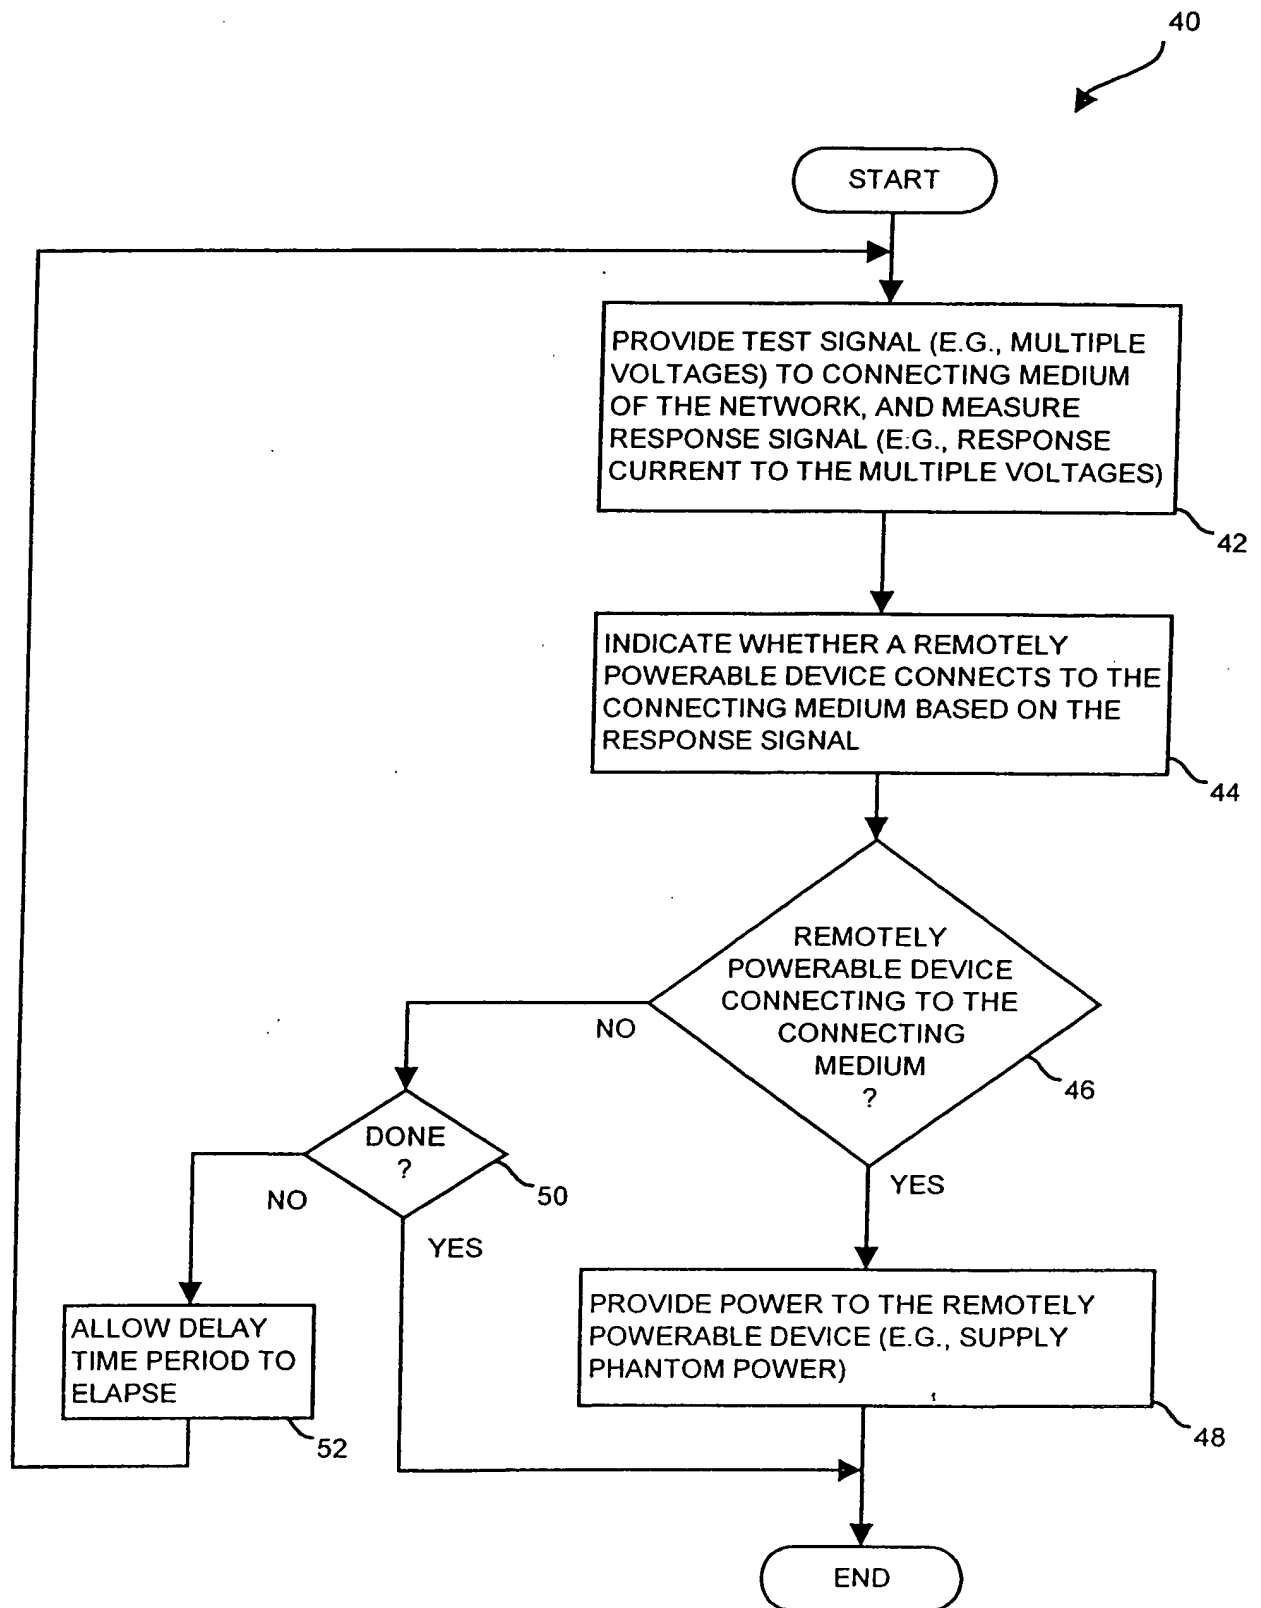 40
START
PROVIDE TEST SIGNAL (E.G., MULTIPLE
VOLTAGES) TO CONNECTING MEDIUM
OF THE NETWORK, AND MEASURE
RESPONSE SIGNAL (E.G., RESPONSE
CURRENT TO THE MULTIPLE VOLTAGES)
42
INDICATE WHETHER A REMOTELY
POWERABLE DEVICE CONNECTS TO THE
CONNECTING MEDIUM BASED ON THE
RESPONSE SIGNAL
44
REMOTELY
POWERABLE DEVICE
CONNECTING TO THE
CONNECTING
MEDIUM
?
46
NO
DONE
?
50
NO
YES
YES
ALLOW DELAY
TIME PERIOD TO
ELAPSE
52
PROVIDE POWER TO THE REMOTELY
POWERABLE DEVICE (E.G., SUPPLY
PHANTOM POWER)
48
END